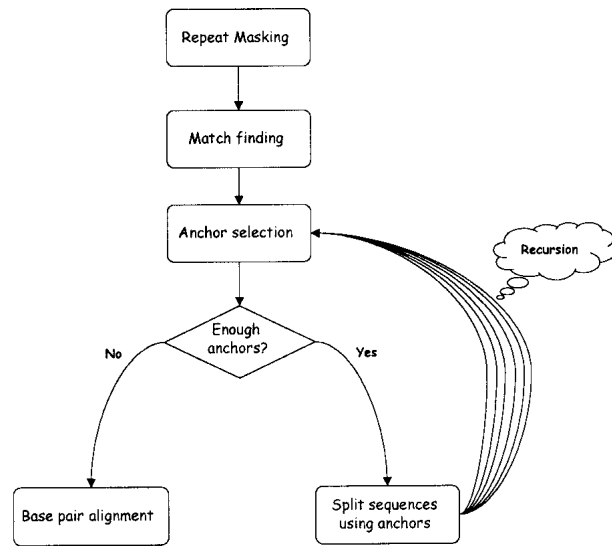 Repeat Masking
Match finding
Anchor selection
Recursion
Enough
anchors?
No
Yes
Base pair alignment
Split sequences
using anchors